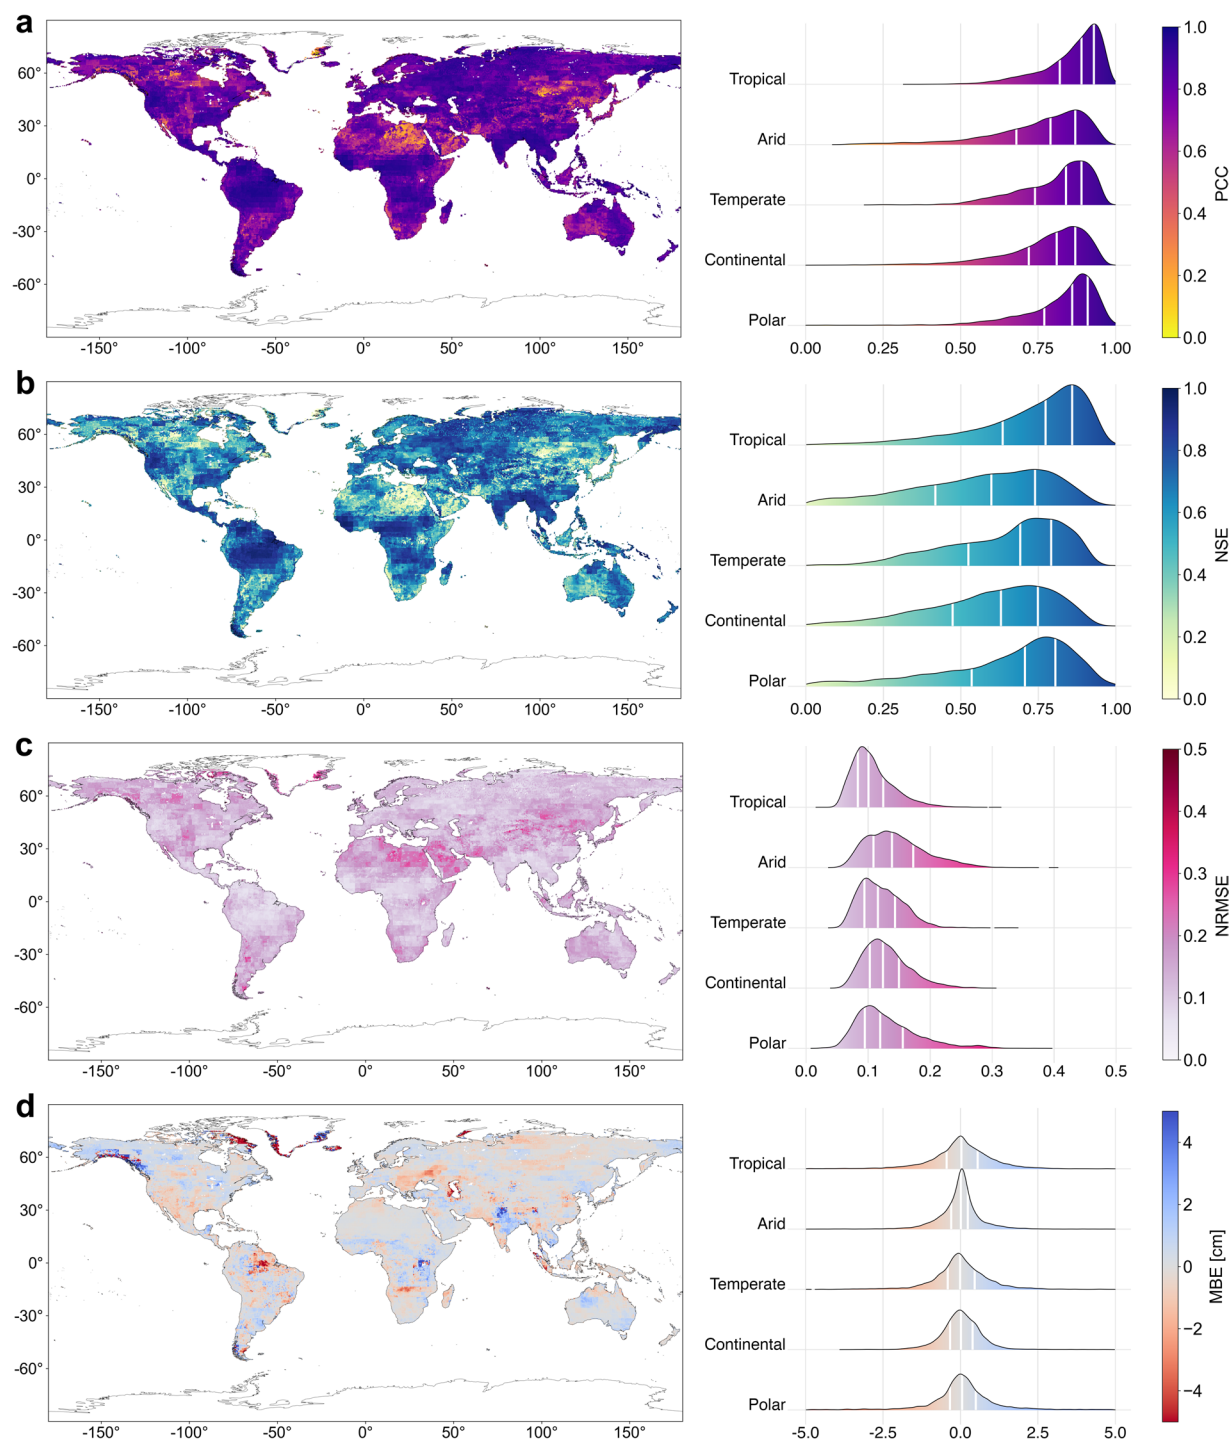 a
60°
30°
0°
-30°
-60°
-150° -100° -50° 0° 50° 100° 150°
Tropical
Arid
Temperate
Continental
Polar
0.00 0.25 0.50 0.75 1.00
1.0
0.8
0.6
0.4
0.2
0.0
PCC
b
60°
30°
0°
-30°
-60°
-150° -100° -50° 0° 50° 100° 150°
Tropical
Arid
Temperate
Continental
Polar
0.00 0.25 0.50 0.75 1.00
1.0
0.8
0.6
0.4
0.2
0.0
NSE
c
60°
30°
0°
-30°
-60°
-150° -100° -50° 0° 50° 100° 150°
Tropical
Arid
Temperate
Continental
Polar
0.0 0.1 0.2 0.3 0.4 0.5
0.5
0.4
0.3
0.2
0.1
0.0
NRMSE
d
60°
30°
0°
-30°
-60°
-150° -100° -50° 0° 50° 100° 150°
Tropical
Arid
Temperate
Continental
Polar
-5.0 -2.5 0.0 2.5 5.0
4
2
0
−2
−4
MBE [cm]